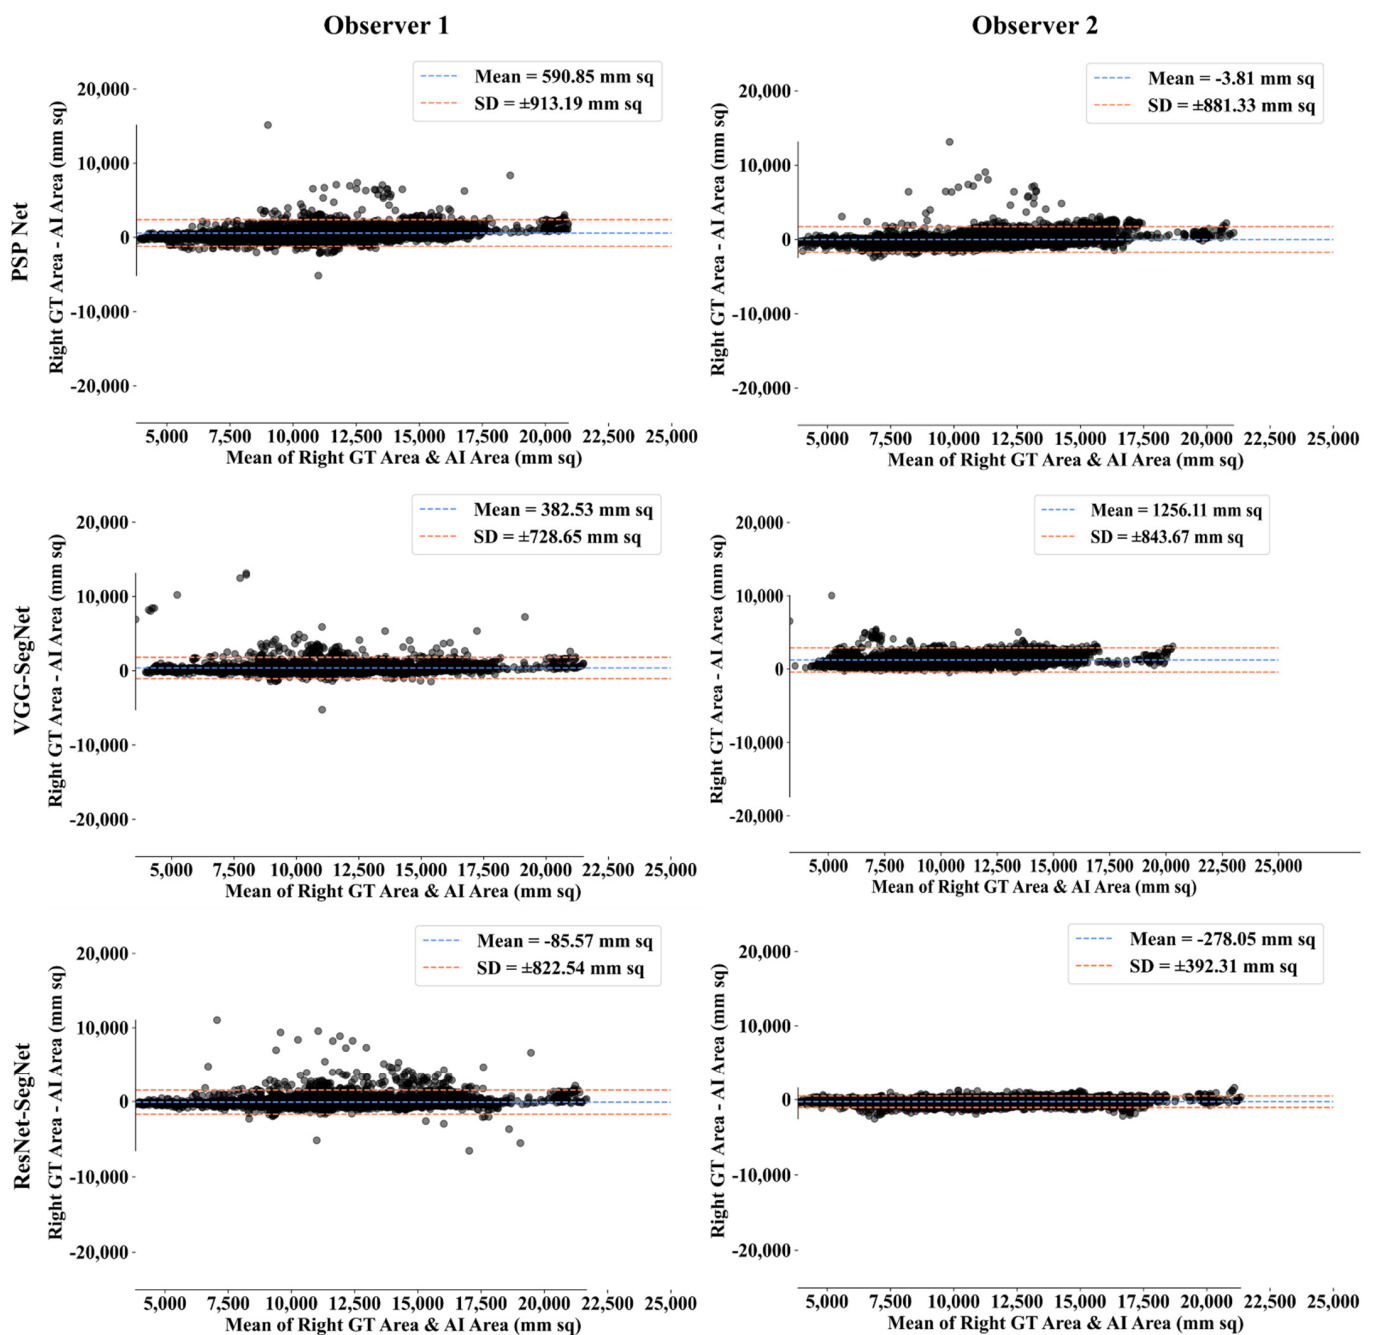 Observer 1
Observer 2
PSP Net
Right GT Area - AI Area (mm sq)
20,000
10,000
0
-10,000
-20,000
Mean = 590.85 mm sq
SD = ±913.19 mm sq
5,000 7,500 10,000 12,500 15,000 17,500 20,000 22,500 25,000
Mean of Right GT Area & AI Area (mm sq)
Right GT Area - AI Area (mm sq)
20,000
10,000
0
-10,000
-20,000
Mean = -3.81 mm sq
SD = ±881.33 mm sq
5,000 7,500 10,000 12,500 15,000 17,500 20,000 22,500 25,000
Mean of Right GT Area & AI Area (mm sq)
VGG-SegNet
Right GT Area - AI Area (mm sq)
20,000
10,000
0
-10,000
-20,000
Mean = 382.53 mm sq
SD = ±728.65 mm sq
5,000 7,500 10,000 12,500 15,000 17,500 20,000 22,500 25,000
Mean of Right GT Area & AI Area (mm sq)
Right GT Area - AI Area (mm sq)
20,000
10,000
0
-10,000
-20,000
Mean = 1256.11 mm sq
SD = ±843.67 mm sq
5,000 7,500 10,000 12,500 15,000 17,500 20,000 22,500 25,000
Mean of Right GT Area & AI Area (mm sq)
ResNet-SegNet
Right GT Area - AI Area (mm sq)
20,000
10,000
0
-10,000
-20,000
Mean = -85.57 mm sq
SD = ±822.54 mm sq
5,000 7,500 10,000 12,500 15,000 17,500 20,000 22,500 25,000
Mean of Right GT Area & AI Area (mm sq)
Right GT Area - AI Area (mm sq)
20,000
10,000
0
-10,000
-20,000
Mean = -278.05 mm sq
SD = ±392.31 mm sq
5,000 7,500 10,000 12,500 15,000 17,500 20,000 22,500 25,000
Mean of Right GT Area & AI Area (mm sq)